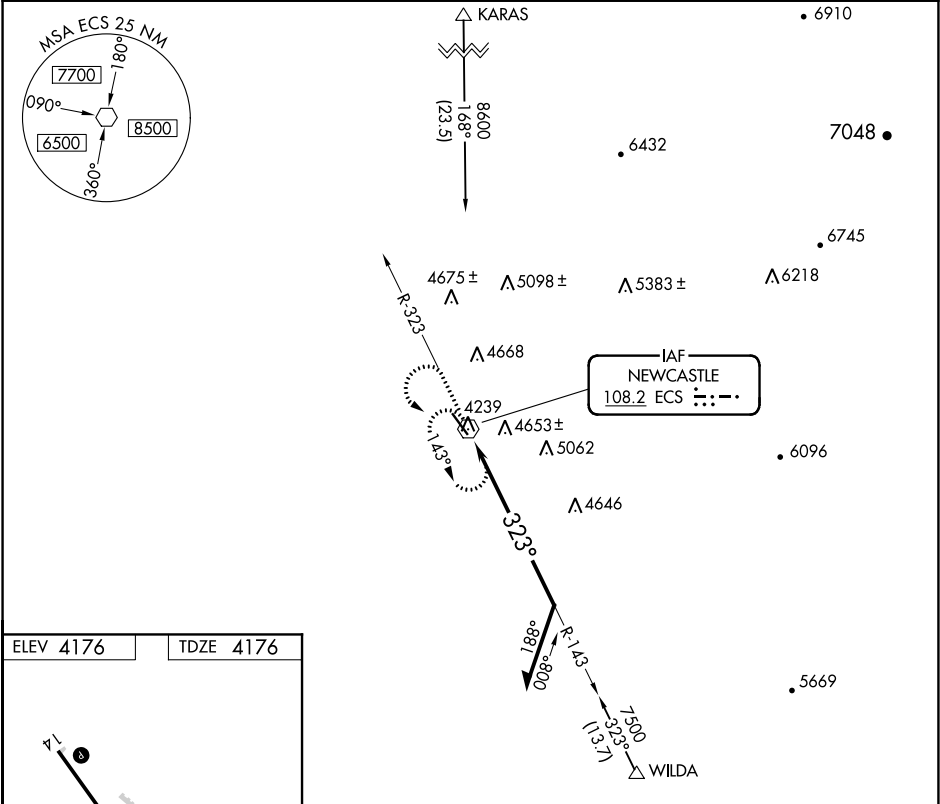 MSA ECS 25 NM
180°
7700
090°
8500
6500
360°
KARAS
8600
168°
(23.5)
6910
7048
6432
6745
4675 ±
5098 ±
5383 ±
6218
R-323
4668
IAF
NEWCASTLE
108.2 ECS
4239
4653 ±
5062
143°
6096
4646
323°
R-143
188°
008°
7500
323°
(13.7)
WILDA
5669
ELEV 4176
TDZE 4176
14
P